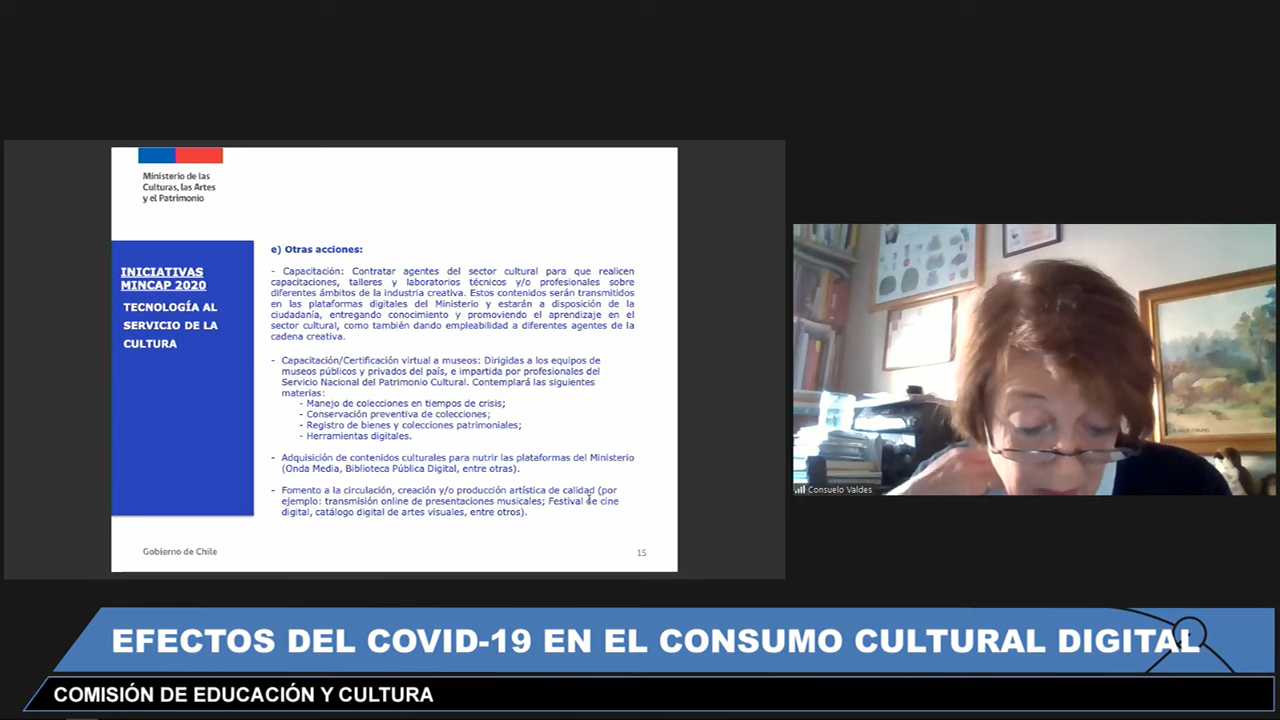 Ministerio de las
Culturas, las Artes
y el Patrimonio
INICIATIVAS
MINCAP 2020
TECNOLOGÍA AL
SERVICIO DE LA
CULTURA
e) Otras acciones:
- Capacitación: Contratar agentes del sector cultural para que realicen
capacitaciones, talleres y laboratorios técnicos y/o profesionales sobre
diferentes ámbitos de la industria creativa. Estos contenidos serán transmitidos
en las plataformas digitales del Ministerio y estarán a disposición de la
ciudadanía, entregando conocimiento y promoviendo el aprendizaje en el
sector cultural, como también dando empleabilidad a diferentes agentes de la
cadena creativa.
- Capacitación/Certificación virtual a museos: Dirigidas a los equipos de
museos públicos y privados del país, e impartida por profesionales del
Servicio Nacional del Patrimonio Cultural. Contemplará las siguientes
materias:
- Manejo de colecciones en tiempos de crisis;
- Conservación preventiva de colecciones;
- Registro de bienes y colecciones patrimoniales;
- Herramientas digitales.
- Adquisición de contenidos culturales para nutrir las plataformas del Ministerio
(Onda Media, Biblioteca Pública Digital, entre otras).
- Fomento a la circulación, creación y/o producción artística de calidad (por
ejemplo: transmisión online de presentaciones musicales; Festival de cine
digital, catálogo digital de artes visuales, entre otros).
Gobierno de Chile
15
Consuelo Valdes
EFECTOS DEL COVID-19 EN EL CONSUMO CULTURAL DIGITAL
COMISIÓN DE EDUCACIÓN Y CULTURA